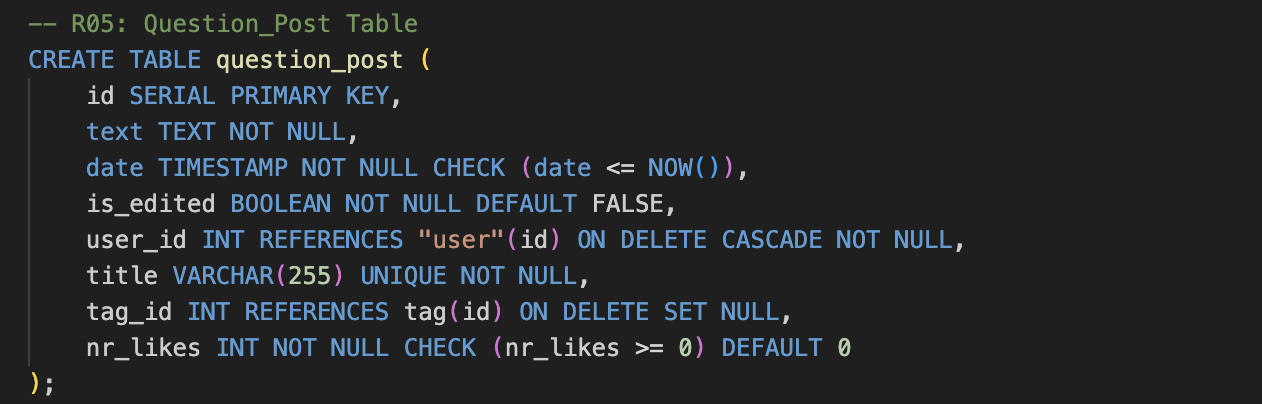 -- R05: Question_Post Table
CREATE TABLE question_post (
    id SERIAL PRIMARY KEY,
    text TEXT NOT NULL,
    date TIMESTAMP NOT NULL CHECK (date <= NOW()),
    is_edited BOOLEAN NOT NULL DEFAULT FALSE,
    user_id INT REFERENCES "user"(id) ON DELETE CASCADE NOT NULL,
    title VARCHAR(255) UNIQUE NOT NULL,
    tag_id INT REFERENCES tag(id) ON DELETE SET NULL,
    nr_likes INT NOT NULL CHECK (nr_likes >= 0) DEFAULT 0
);